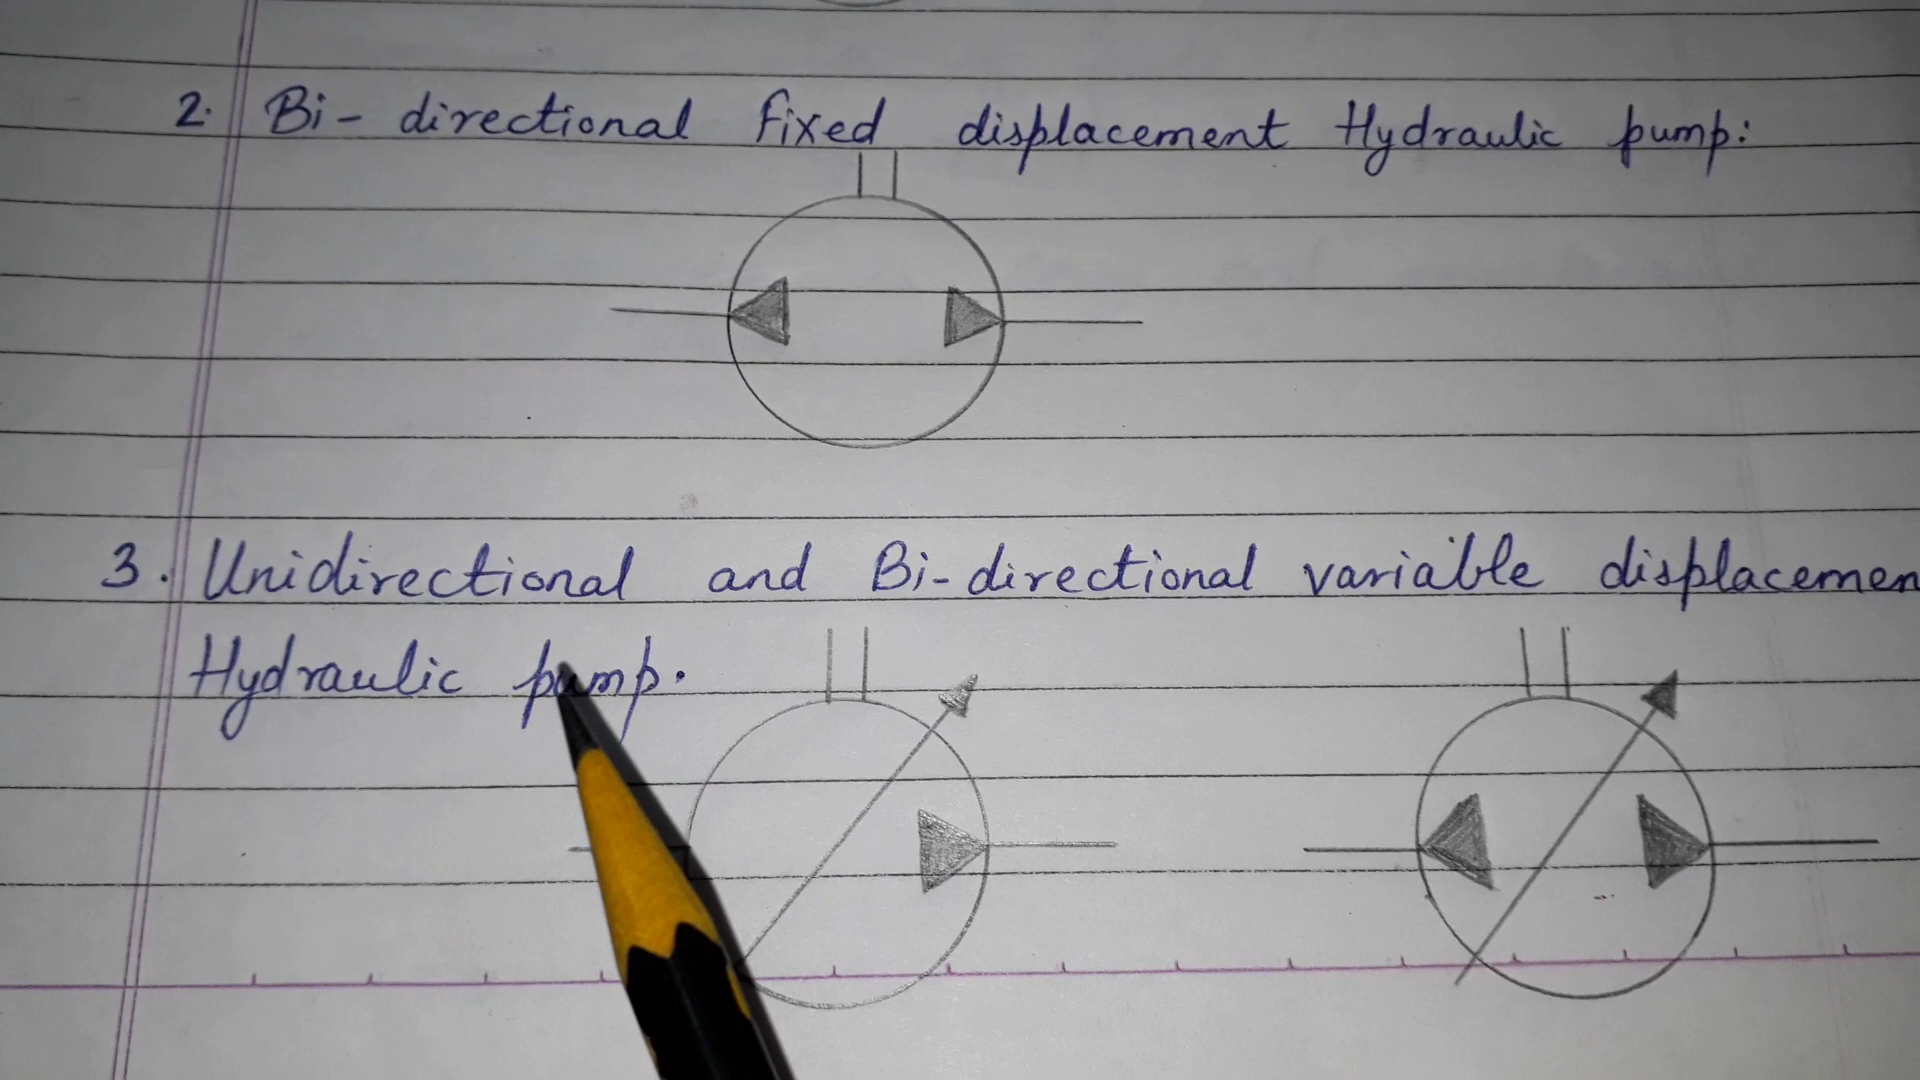 2. Bi-directional fixed displacement Hydraulic pump:
3. Unidirectional and Bi-directional variable displacemen
Hydraulic pump.